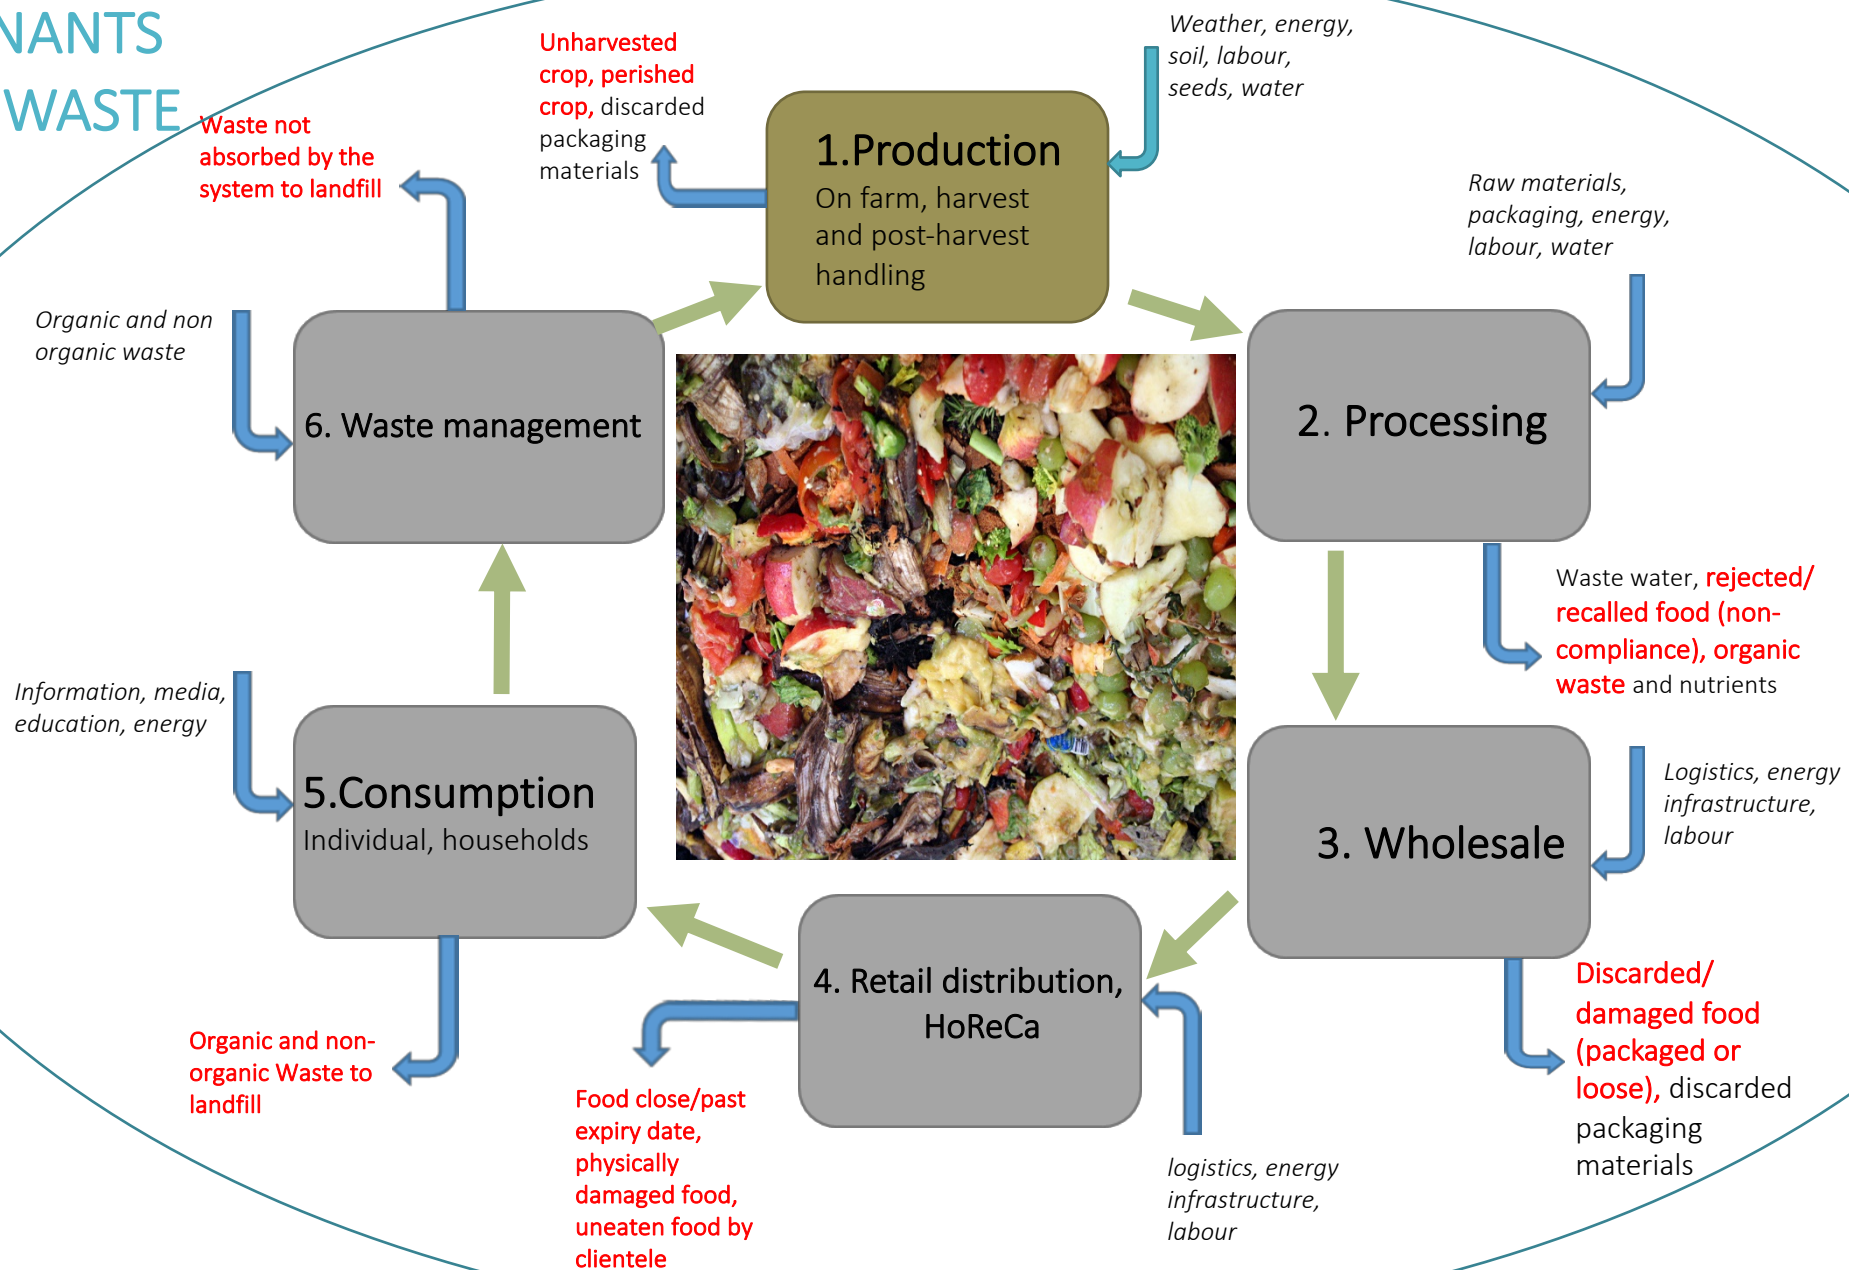 NANTS
WASTE
Unharvested
crop, perished
crop, discarded
packaging
materials
Weather, energy,
soil, labour,
seeds, water
1.Production
On farm, harvest
and post-harvest
handling
Waste not
absorbed by the
system to landfill
Raw materials,
packaging, energy,
labour, water
Organic and non
organic waste
6. Waste management
2. Processing
Waste water, rejected/
recalled food (non-
compliance), organic
waste and nutrients
Information, media,
education, energy
5.Consumption
Individual, households
3. Wholesale
Logistics, energy
infrastructure,
labour
4. Retail distribution,
HoReCa
Discarded/
damaged food
(packaged or
loose), discarded
packaging
materials
Organic and non-
organic Waste to
landfill
Food close/past
expiry date,
physically
damaged food,
uneaten food by
clientele
logistics, energy
infrastructure,
labour